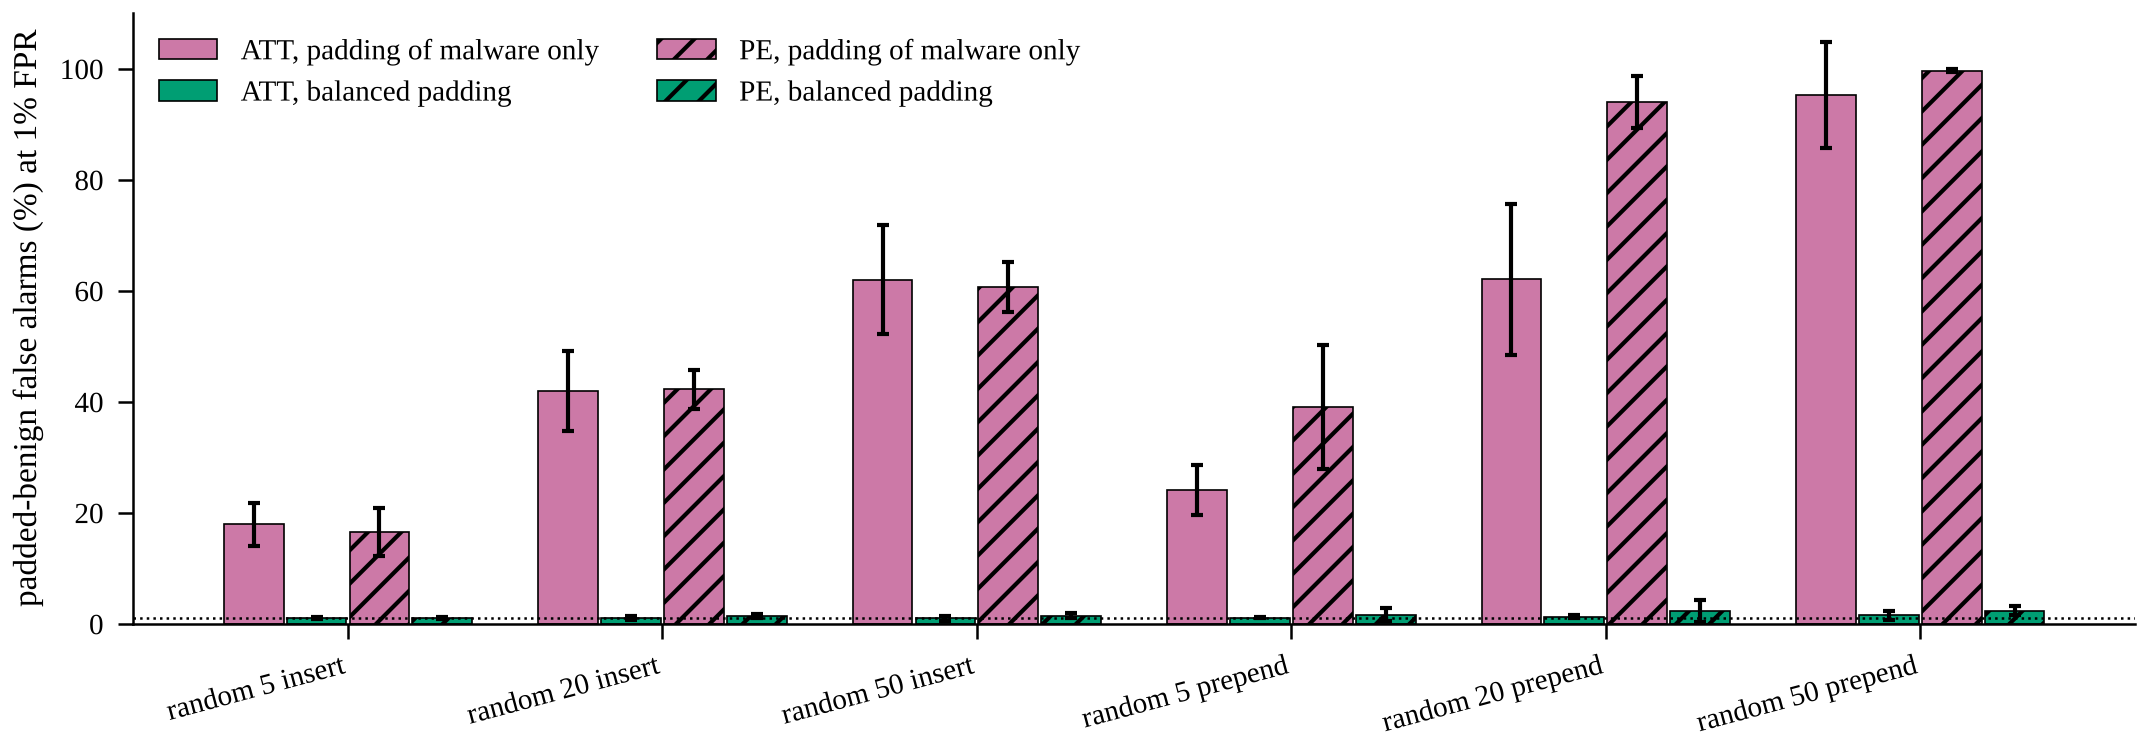 padded-benign false alarms (%) at 1% FPR
100
80
60
40
20
0
ATT, padding of malware only
ATT, balanced padding
PE, padding of malware only
PE, balanced padding
random 5 insert
random 20 insert
random 50 insert
random 5 prepend
random 20 prepend
random 50 prepend